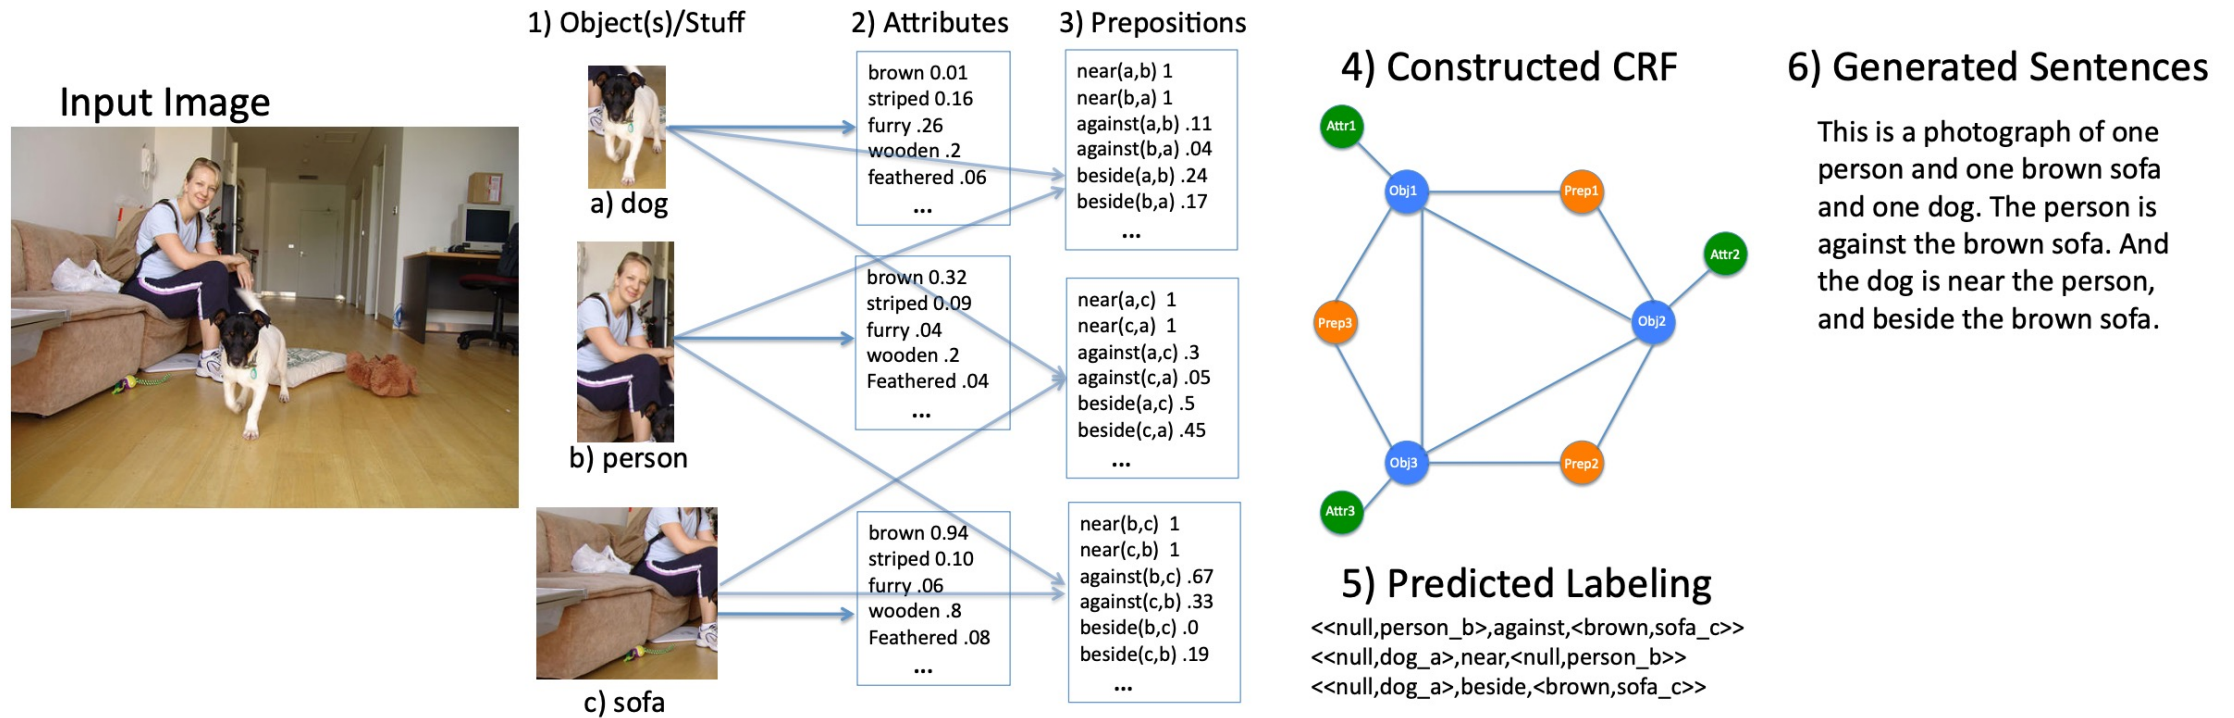 Input Image
1) Object(s)/Stuff
a) dog
b) person
c) sofa
2) Attributes
brown 0.01
striped 0.16
furry .26
wooden .2
feathered .06
...
brown 0.32
striped 0.09
furry .04
wooden .2
Feathered .04
...
brown 0.94
striped 0.10
furry .06
wooden .8
Feathered .08
...
3) Prepositions
near(a,b) 1
near(b,a) 1
against(a,b) .11
against(b,a) .04
beside(a,b) .24
beside(b,a) .17
...
near(a,c) 1
near(c,a) 1
against(a,c) .3
against(c,a) .05
beside(a,c) .5
beside(c,a) .45
...
near(b,c) 1
near(c,b) 1
against(b,c) .67
against(c,b) .33
beside(b,c) .0
beside(c,b) .19
...
4) Constructed CRF
Attr1
Obj1
Prep1
Attr2
Prep3
Obj2
Obj3
Prep2
Attr3
5) Predicted Labeling
<<null,person_b>,against,<brown,sofa_c>>
<<null,dog_a>,near,<null,person_b>>
<<null,dog_a>,beside,<brown,sofa_c>>
6) Generated Sentences
This is a photograph of one
person and one brown sofa
and one dog. The person is
against the brown sofa. And
the dog is near the person,
and beside the brown sofa.